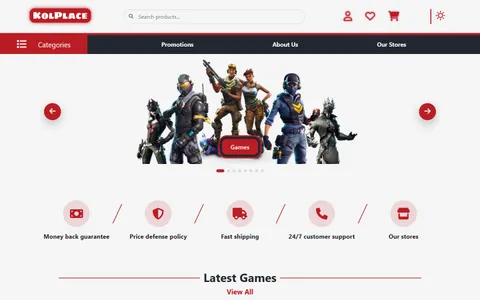 KOLPLACE
Search products...
Categories
Promotions
About Us
Our Stores
Games
Money back guarantee
Price defense policy
Fast shipping
24/7 customer support
Our stores
Latest Games
View All